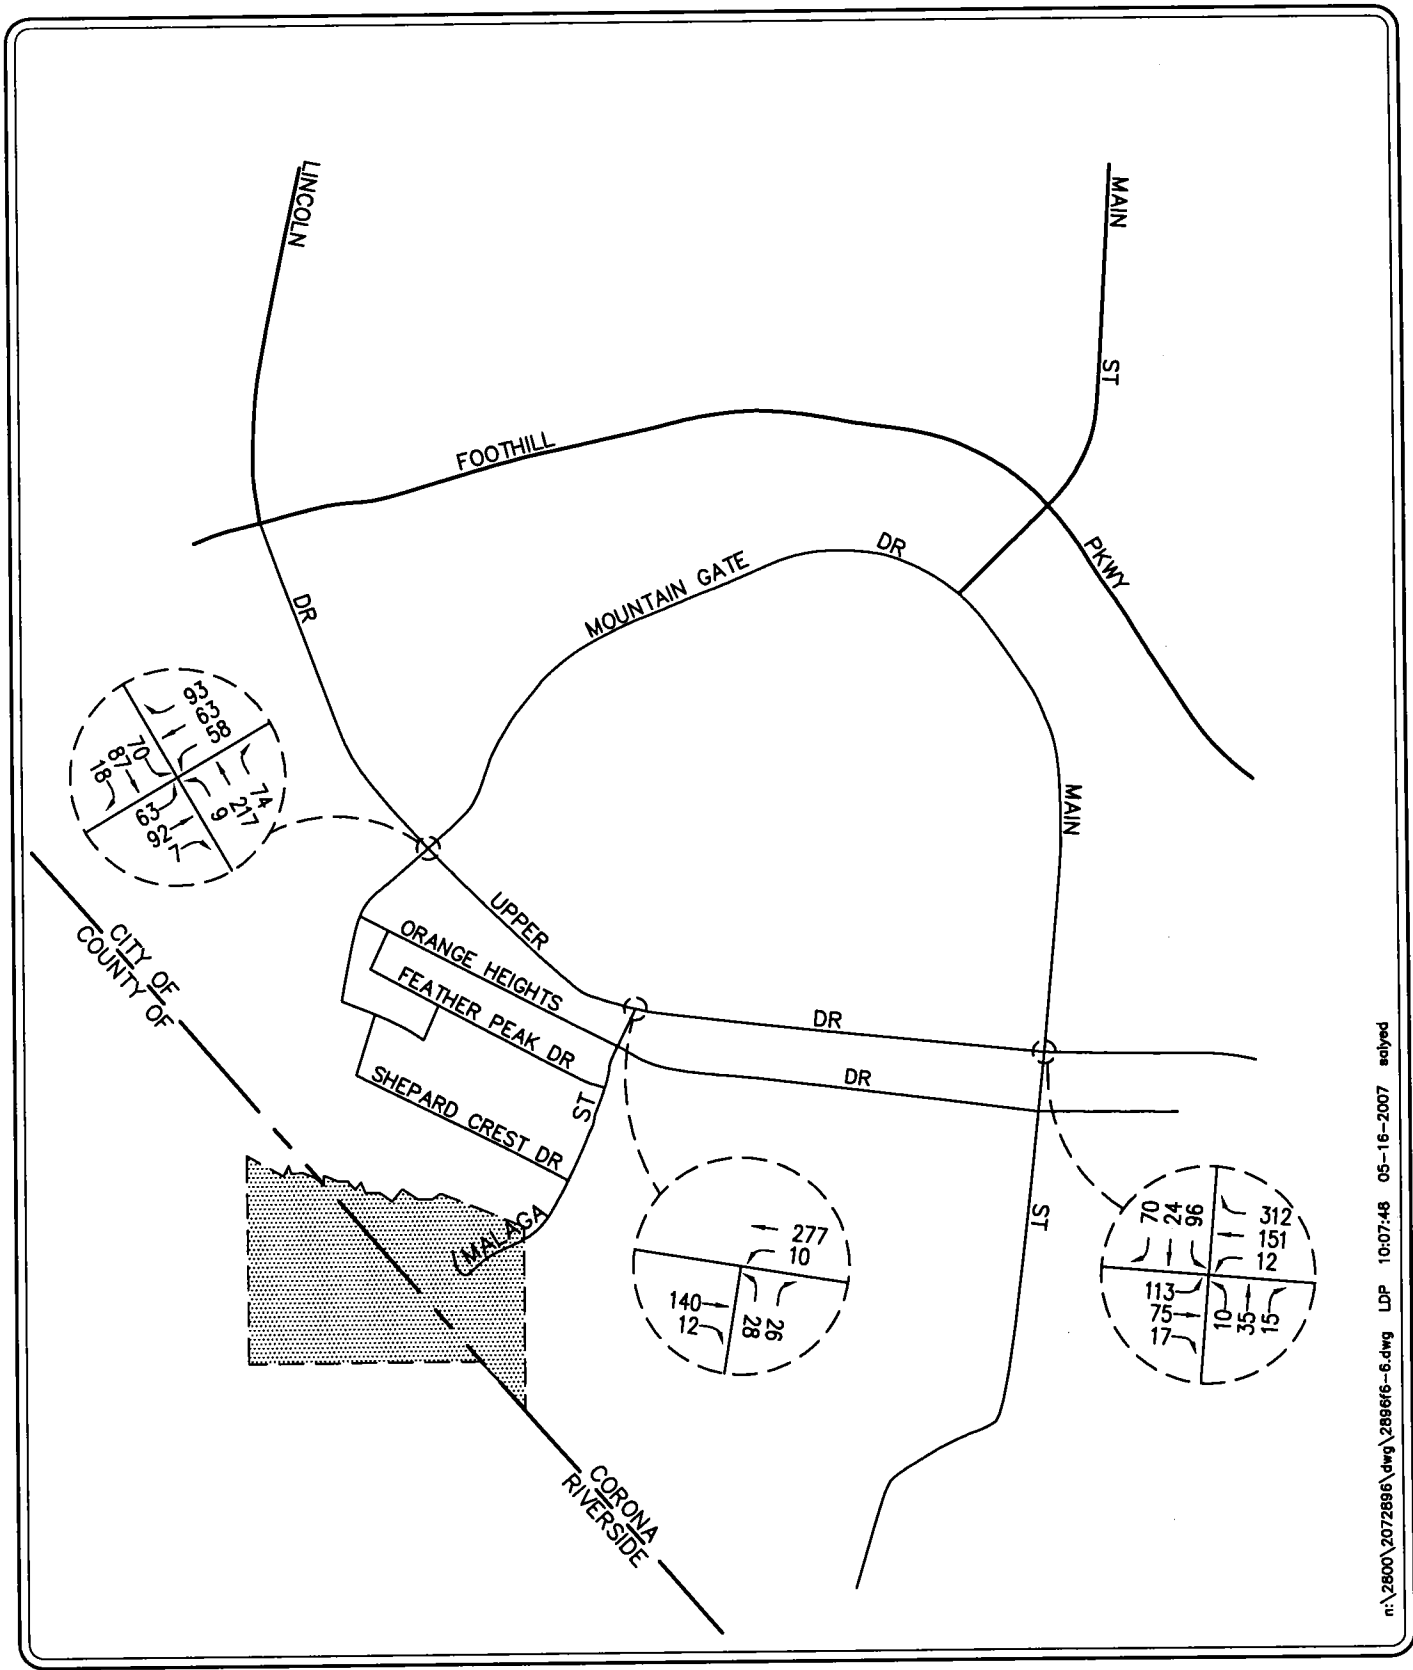 LINCOLN
DR
MAIN
ST
FOOTHILL
PKWY
MOUNTAIN GATE
DR
MAIN
ST
UPPER
DR
ORANGE HEIGHTS
DR
FEATHER PEAK DR
SHEPARD CREST DR
MALAGA
ST
CITY OF
COUNTY OF
CORONA
RIVERSIDE
93
63
58
70
87
18
74
217
9
63
92
7
277
10
140
12
28
26
70
24
96
312
151
12
113
75
17
10
35
15
n:\2800\2072896\dwg\2896f6-6.dwg LDP 10:07:48 05-16-2007 solyed